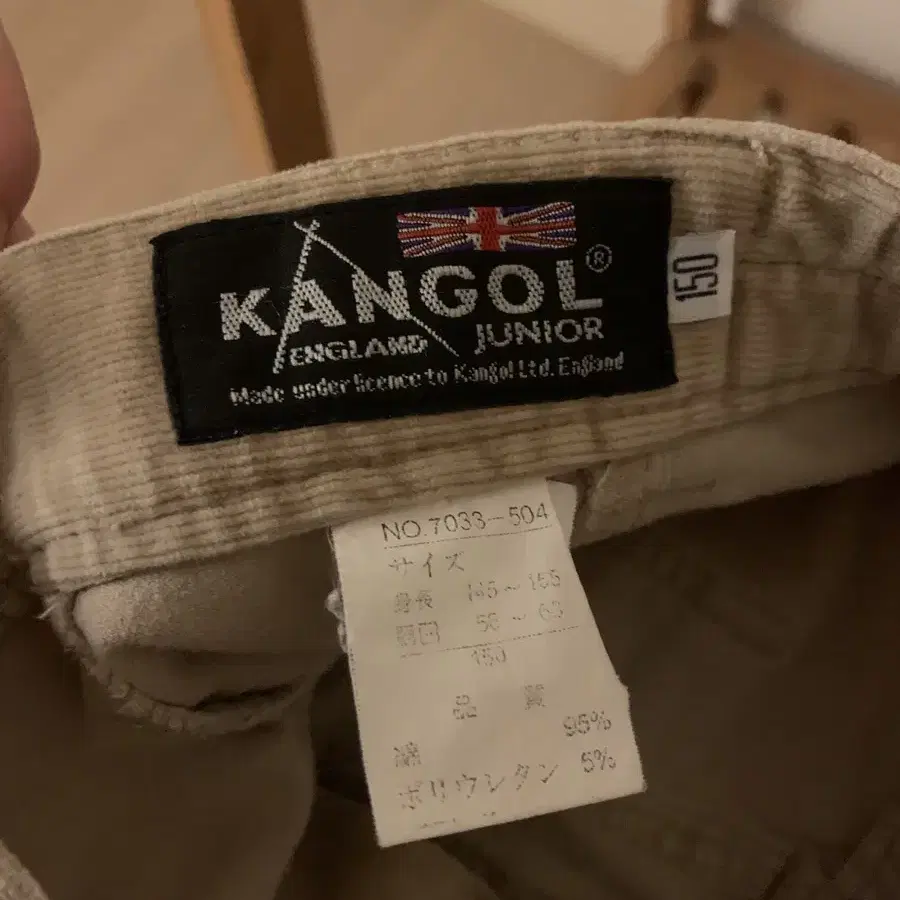 KANGOL®
ENGLAND JUNIOR
Made under licence to Kangol Ltd. England
150
NO.7033-504
サイズ
身長 145~155
胴囲 56~63
150
品質
綿 95%
ポリウレタン 5%